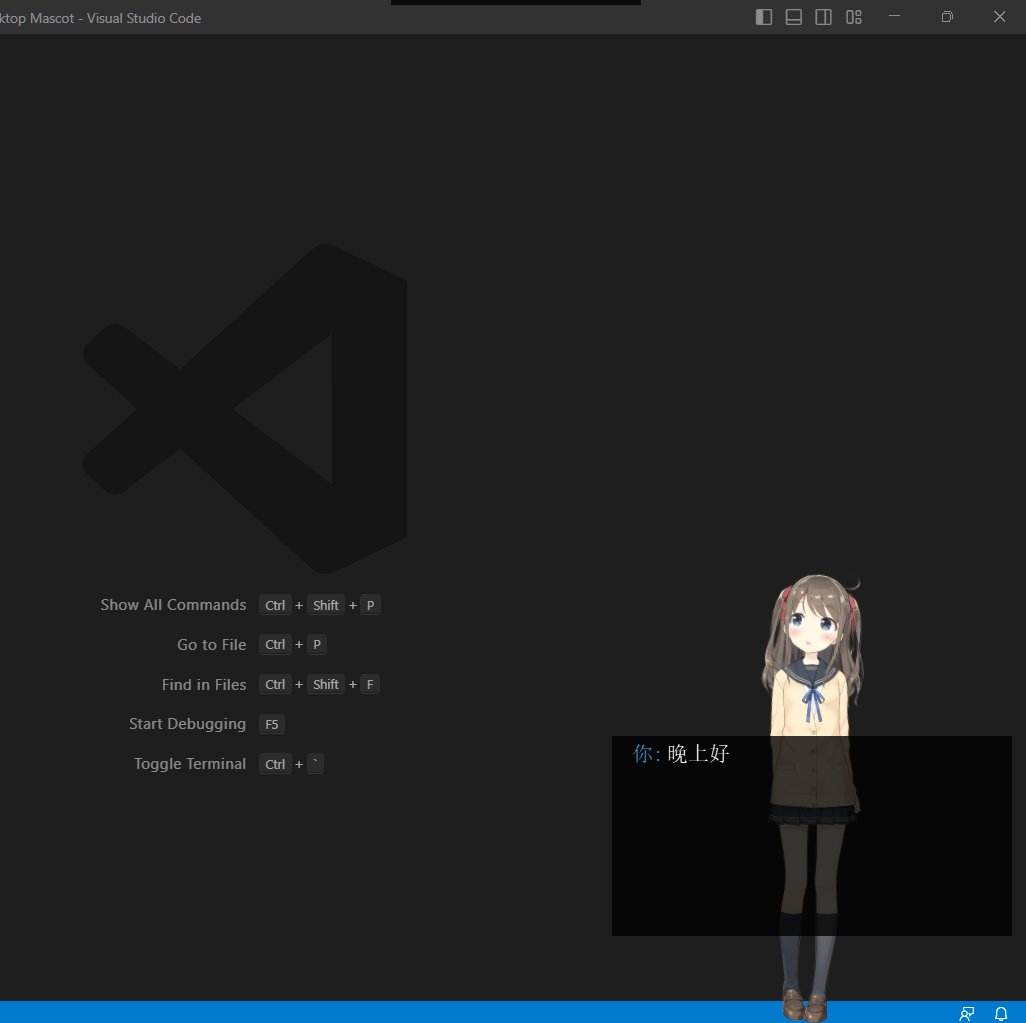 ktop Mascot - Visual Studio Code
Show All Commands Ctrl + Shift + P
Go to File Ctrl + P
Find in Files Ctrl + Shift + F
Start Debugging F5
Toggle Terminal Ctrl + `
你: 晚上好